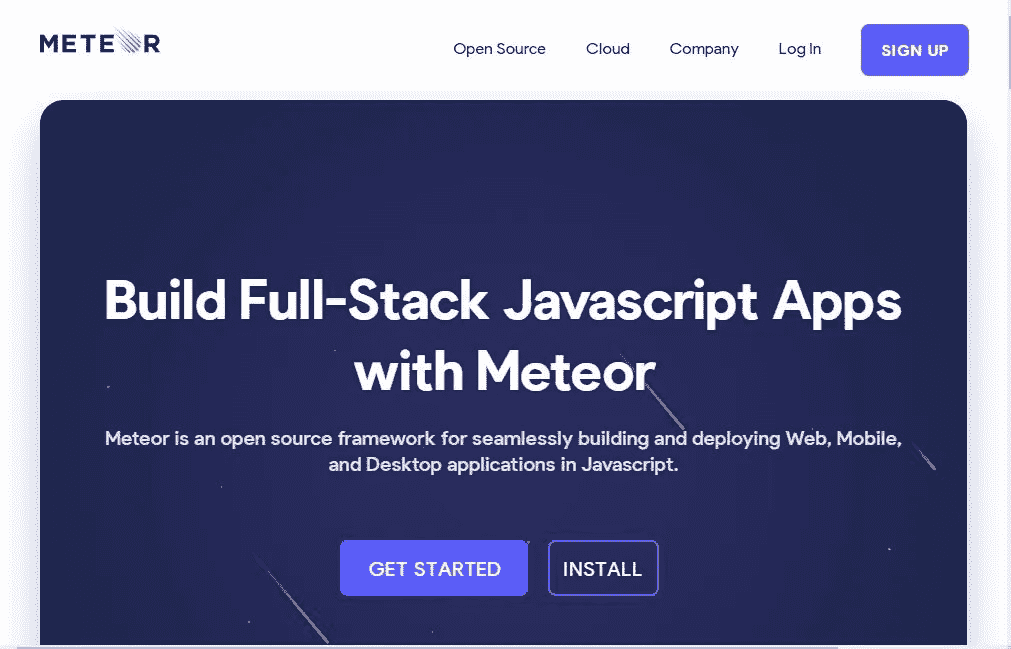 METEOR
Open Source
Cloud
Company
Log In
SIGN UP
Build Full-Stack Javascript Apps
with Meteor
Meteor is an open source framework for seamlessly building and deploying Web, Mobile,
and Desktop applications in Javascript.
GET STARTED
INSTALL